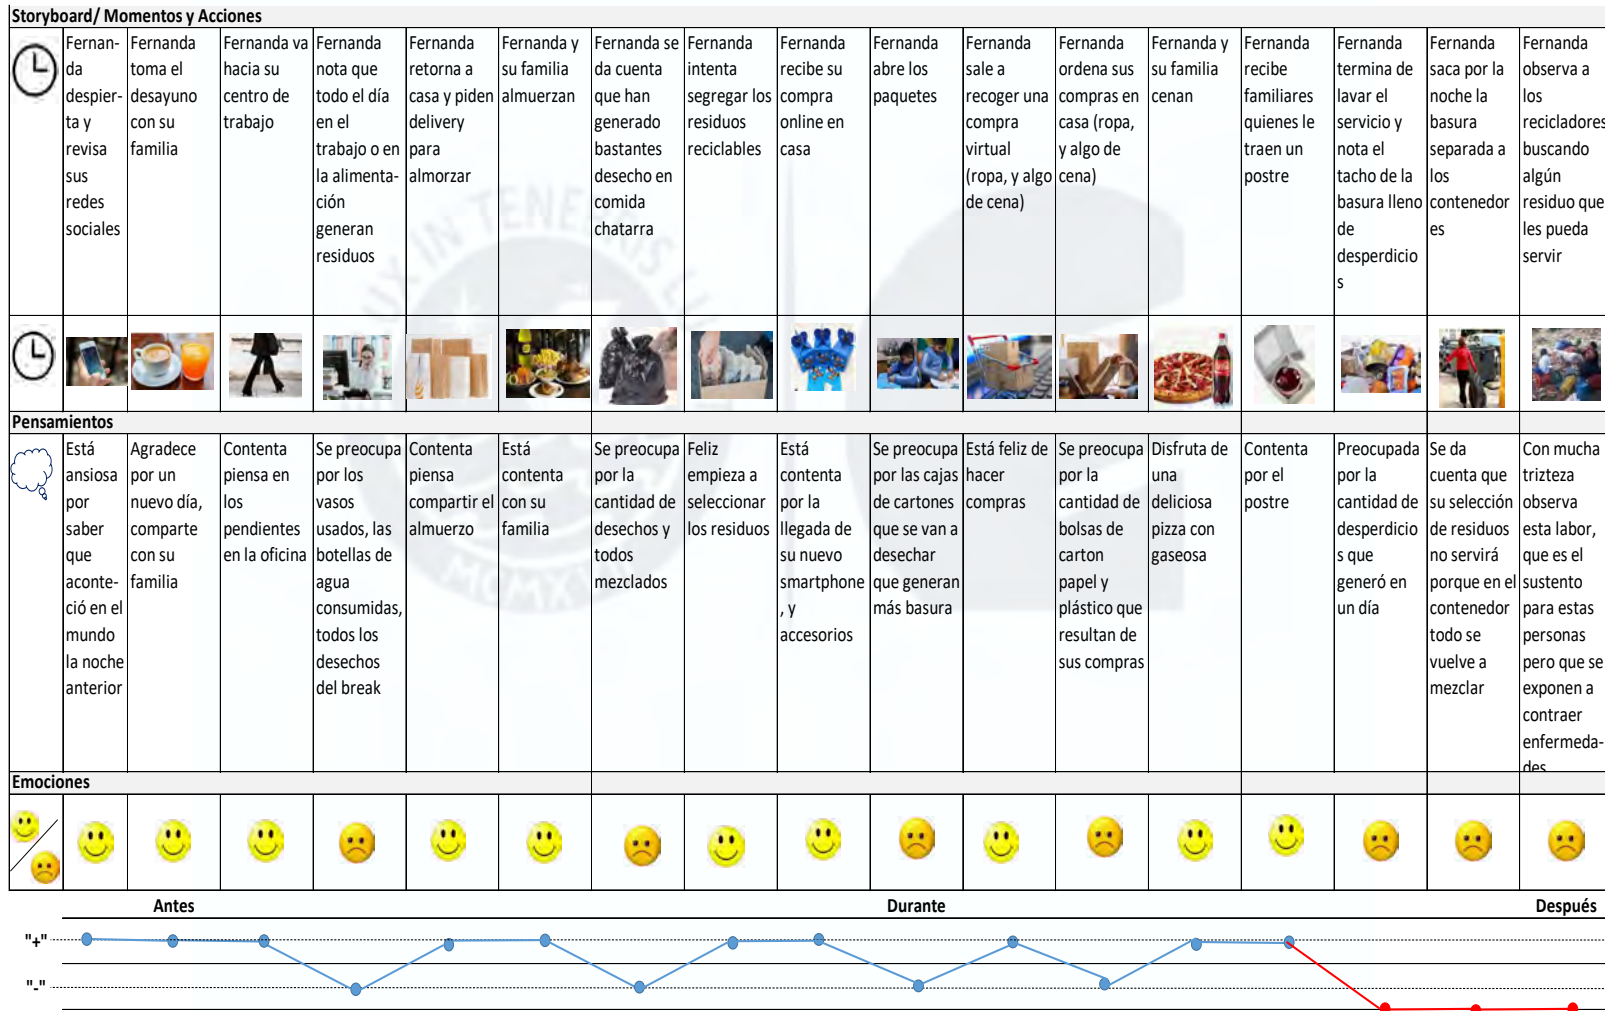 Storyboard/ Momentos y Acciones
Fernan-
da
despier-
ta y
revisa
sus
redes
sociales
Fernanda
toma el
desayuno
con su
familia
Fernanda va
hacia su
centro de
trabajo
Fernanda
nota que
todo el día
en el
trabajo o en
la alimenta-
ción
generan
residuos
Fernanda
retorna a
casa y piden
delivery
para
almorzar
Fernanda y
su familia
almuerzan
Fernanda se
da cuenta
que han
generado
bastantes
desecho en
comida
chatarra
Fernanda
intenta
segregar los
residuos
reciclables
Fernanda
recibe su
compra
online en
casa
Fernanda
abre los
paquetes
Fernanda
sale a
recoger una
compra
virtual
(ropa, y algo
de cena)
Fernanda
ordena sus
compras en
casa (ropa,
y algo de
cena)
Fernanda y
su familia
cenan
Fernanda
recibe
familiares
quienes le
traen un
postre
Fernanda
termina de
lavar el
servicio y
nota el
tacho de la
basura lleno
de
desperdicio
s
Fernanda
saca por la
noche la
basura
separada a
los
contenedor
es
Fernanda
observa a
los
recicladores
buscando
algún
residuo que
les pueda
servir
Pensamientos
Está
ansiosa
por
saber
que
aconte-
ció en el
mundo
la noche
anterior
Agradece
por un
nuevo día,
comparte
con su
familia
Contenta
piensa en
los
pendientes
en la oficina
Se preocupa
por los
vasos
usados, las
botellas de
agua
consumidas,
todos los
desechos
del break
Contenta
piensa
compartir el
almuerzo
Está
contenta
con su
familia
Se preocupa
por la
cantidad de
desechos y
todos
mezclados
Feliz
empieza a
seleccionar
los residuos
Está
contenta
por la
llegada de
su nuevo
smartphone
, y
accesorios
Se preocupa
por las cajas
de cartones
que se van a
desechar
que generan
más basura
Está feliz de
hacer
compras
Se preocupa
por la
cantidad de
bolsas de
carton
papel y
plástico que
resultan de
sus compras
Disfruta de
una
deliciosa
pizza con
gaseosa
Contenta
por el
postre
Preocupada
por la
cantidad de
desperdicio
s que
generó en
un día
Se da
cuenta que
su selección
de residuos
no servirá
porque en el
contenedor
todo se
vuelve a
mezclar
Con mucha
trizteza
observa
esta labor,
que es el
sustento
para estas
personas
pero que se
exponen a
contraer
enfermeda-
des
Emociones
Antes
Durante
Después
"+"
"-"
LUX IN TENEBRIS
MCMXVII